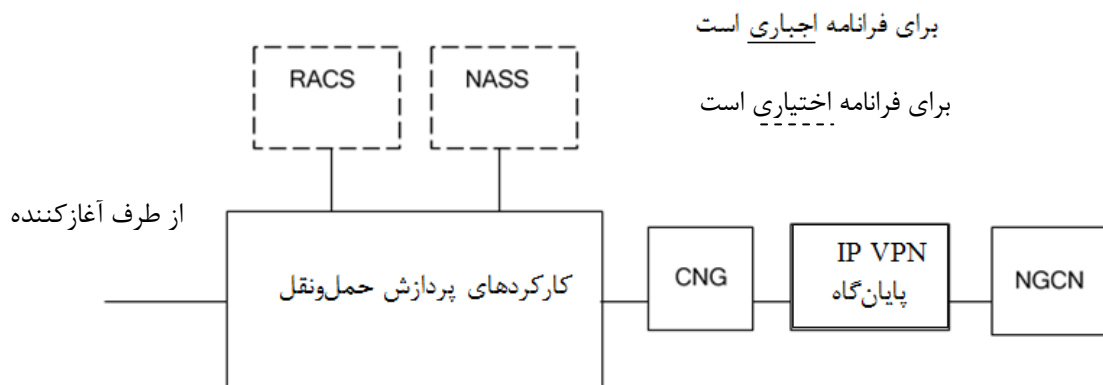 برای فرانامه اجباری است
RACS
NASS
برای فرانامه اختیاری است
از طرف آغازکننده
کارکردهای پردازش حمل‌ونقل
CNG
IP VPN
پایان‌گاه
NGCN